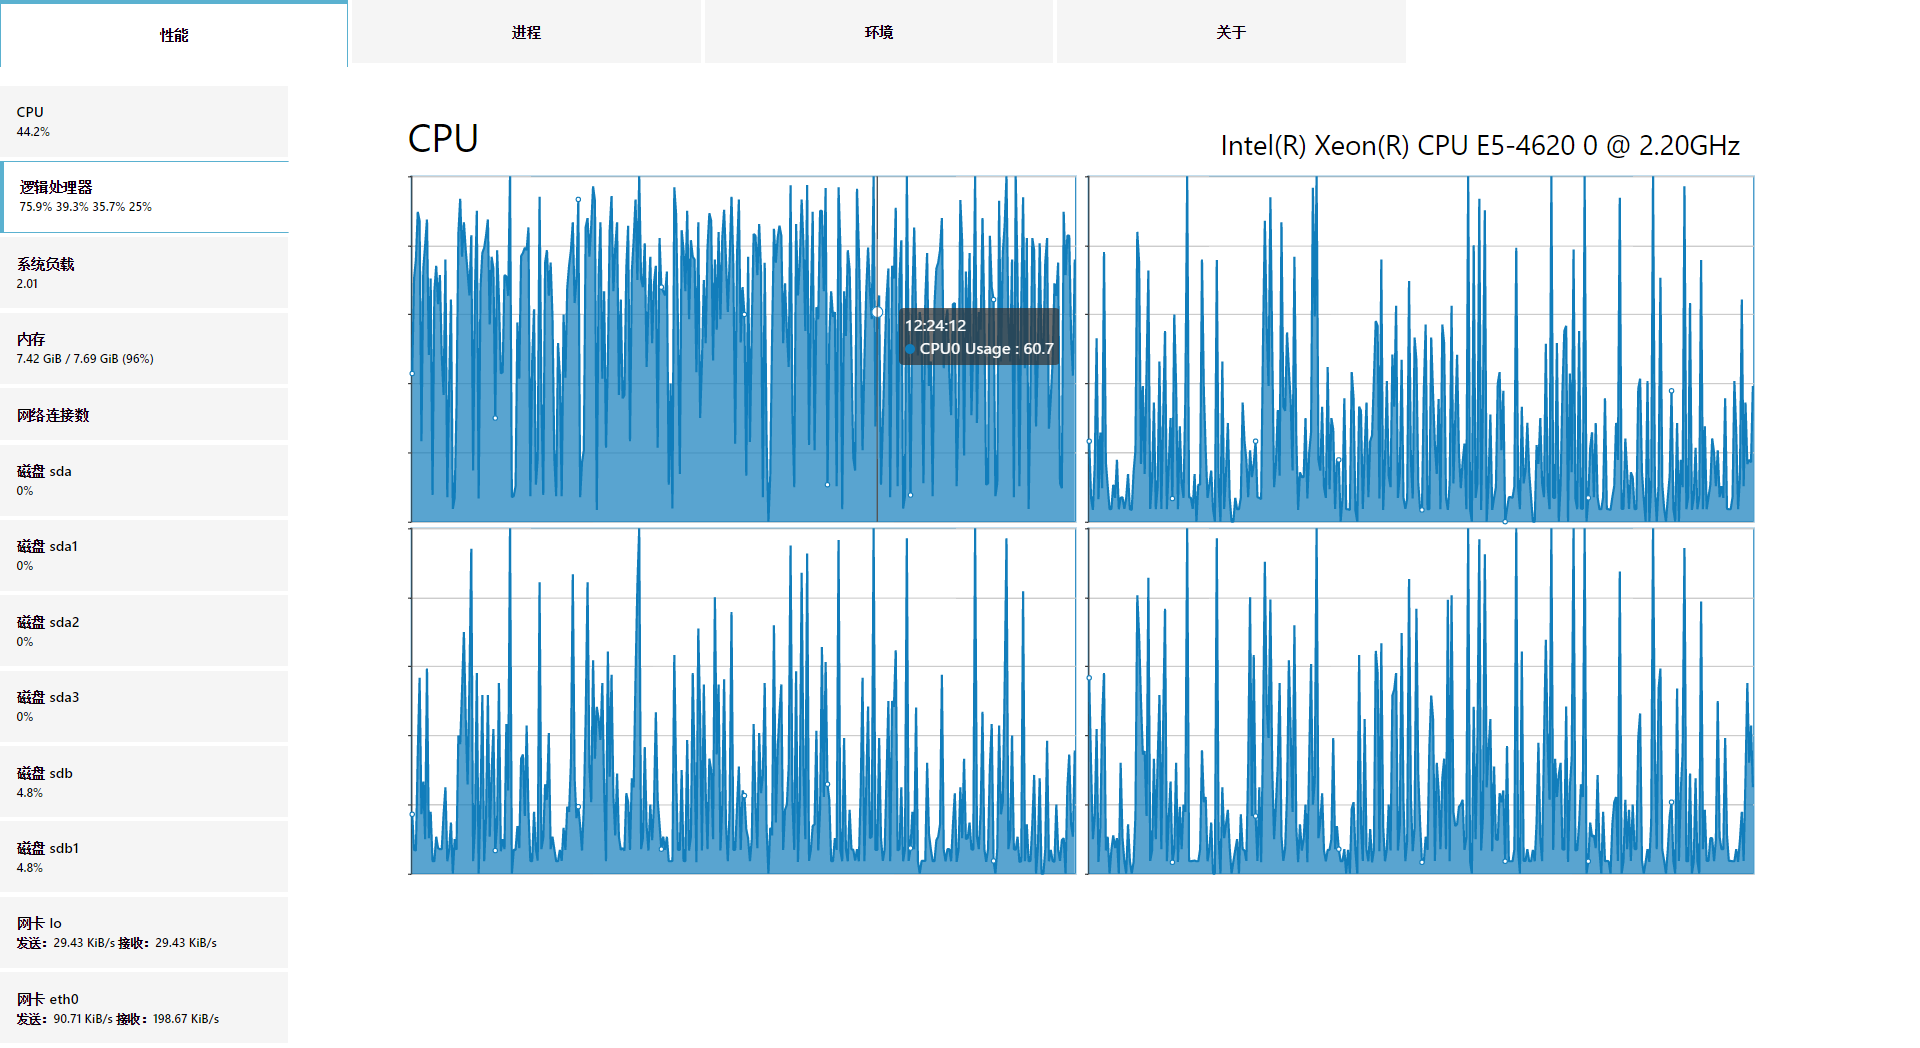 性能
进程
环境
关于
CPU
44.2%
逻辑处理器
75.9% 39.3% 35.7% 25%
系统负载
2.01
内存
7.42 GiB / 7.69 GiB (96%)
网络连接数
磁盘 sda
0%
磁盘 sda1
0%
磁盘 sda2
0%
磁盘 sda3
0%
磁盘 sdb
4.8%
磁盘 sdb1
4.8%
网卡 lo
发送：29.43 KiB/s 接收：29.43 KiB/s
网卡 eth0
发送：90.71 KiB/s 接收：198.67 KiB/s
CPU
Intel(R) Xeon(R) CPU E5-4620 0 @ 2.20GHz
12:24:12
CPU0 Usage : 60.7